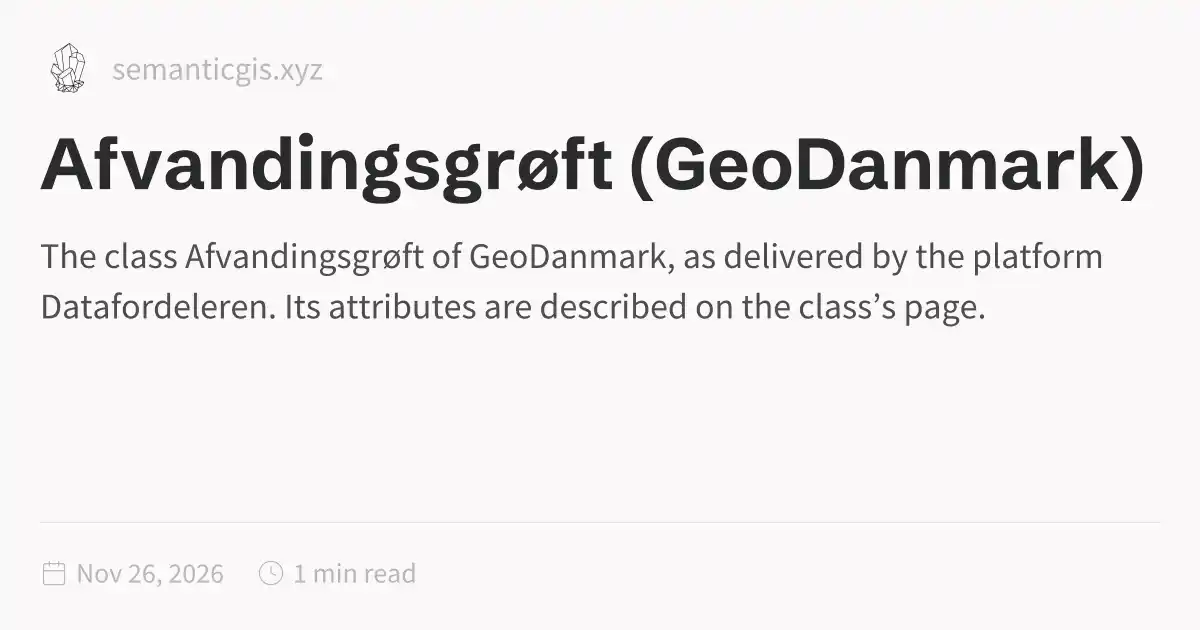 semanticgis.xyz
Afvandingsgrøft (GeoDanmark)
The class Afvandingsgrøft of GeoDanmark, as delivered by the platform
Datafordeleren. Its attributes are described on the class’s page.
Nov 26, 2026 1 min read